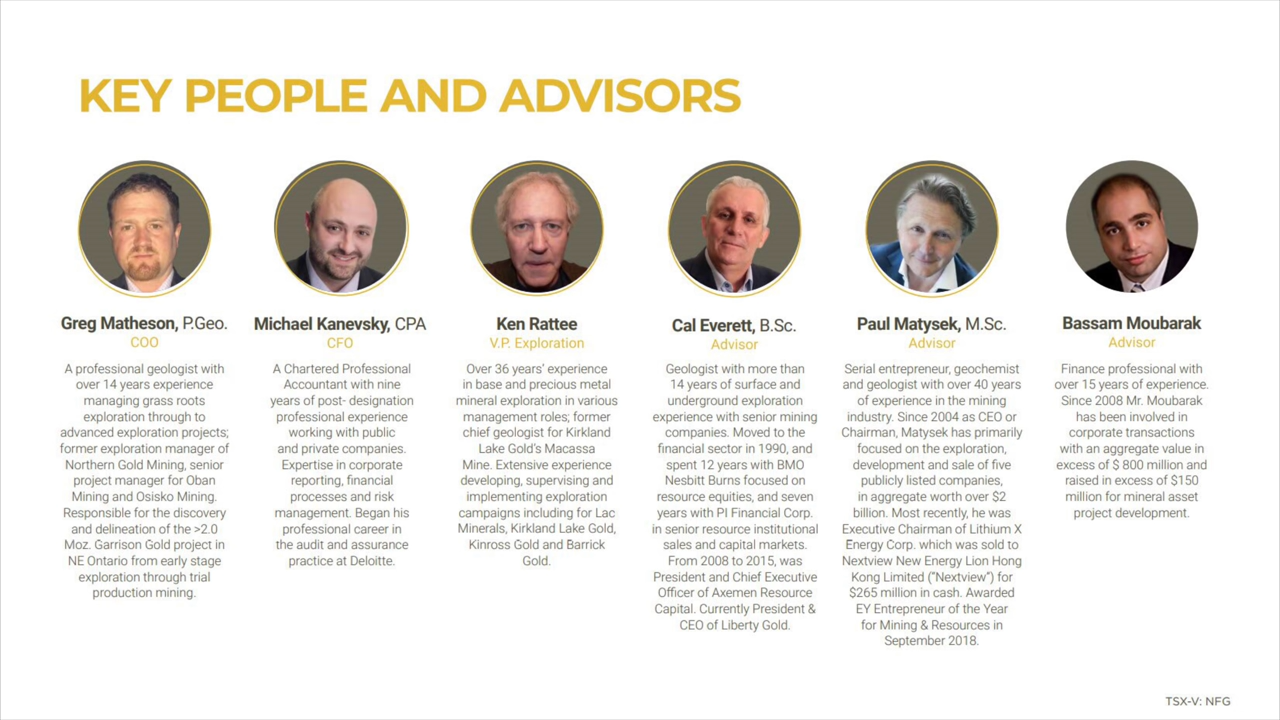 KEY PEOPLE AND ADVISORS
Greg Matheson, P.Geo.
COO
A professional geologist with
over 14 years experience
managing grass roots
exploration through to
advanced exploration projects;
former exploration manager of
Northern Gold Mining, senior
project manager for Oban
Mining and Osisko Mining.
Responsible for the discovery
and delineation of the >2.0
Moz. Garrison Gold project in
NE Ontario from early stage
exploration through trial
production mining.
Michael Kanevsky, CPA
CFO
A Chartered Professional
Accountant with nine
years of post- designation
professional experience
working with public
and private companies.
Expertise in corporate
reporting, financial
processes and risk
management. Began his
professional career in
the audit and assurance
practice at Deloitte.
Ken Rattee
V.P. Exploration
Over 36 years' experience
in base and precious metal
mineral exploration in various
management roles; former
chief geologist for Kirkland
Lake Gold's Macassa
Mine. Extensive experience
developing, supervising and
implementing exploration
campaigns including for Lac
Minerals, Kirkland Lake Gold,
Kinross Gold and Barrick
Gold.
Cal Everett, B.Sc.
Advisor
Geologist with more than
14 years of surface and
underground exploration
experience with senior mining
companies. Moved to the
financial sector in 1990, and
spent 12 years with BMO
Nesbitt Burns focused on
resource equities, and seven
years with PI Financial Corp.
in senior resource institutional
sales and capital markets.
From 2008 to 2015, was
President and Chief Executive
Officer of Axemen Resource
Capital. Currently President &
CEO of Liberty Gold.
Paul Matysek, M.Sc.
Advisor
Serial entrepreneur, geochemist
and geologist with over 40 years
of experience in the mining
industry. Since 2004 as CEO or
Chairman, Matysek has primarily
focused on the exploration,
development and sale of five
publicly listed companies,
in aggregate worth over $2
billion. Most recently, he was
Executive Chairman of Lithium X
Energy Corp. which was sold to
Nextview New Energy Lion Hong
Kong Limited ("Nextview") for
$265 million in cash. Awarded
EY Entrepreneur of the Year
for Mining & Resources in
September 2018.
Bassam Moubarak
Advisor
Finance professional with
over 15 years of experience.
Since 2008 Mr. Moubarak
has been involved in
corporate transactions
with an aggregate value in
excess of $ 800 million and
raised in excess of $150
million for mineral asset
project development.
TSX-V: NFG